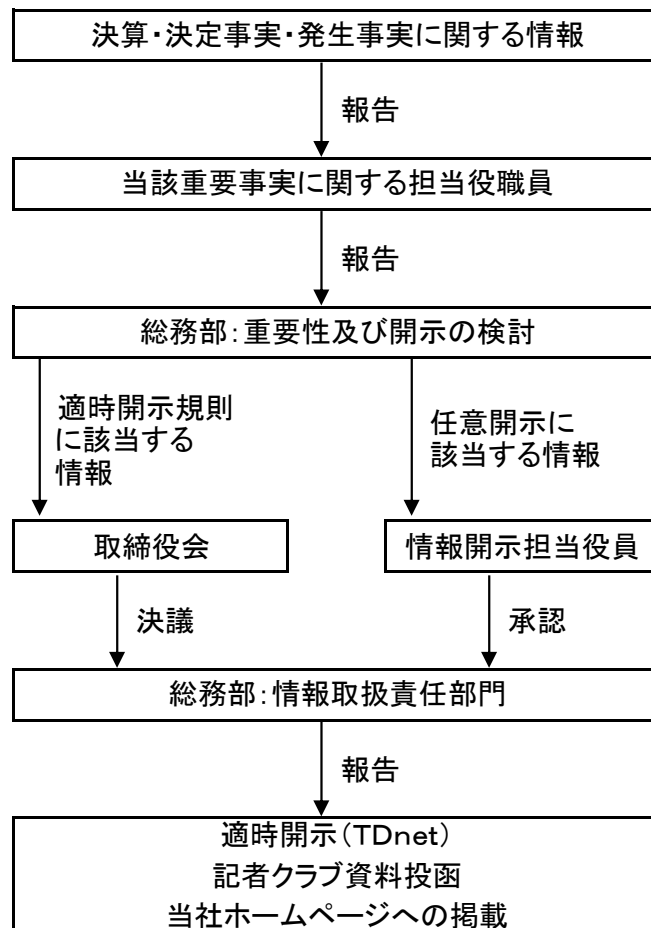 決算・決定事実・発生事実に関する情報
報告
当該重要事実に関する担当役職員
報告
総務部：重要性及び開示の検討
適時開示規則
に該当する
情報
任意開示に
該当する情報
取締役会
情報開示担当役員
決議
承認
総務部：情報取扱責任部門
報告
適時開示（TDnet）
記者クラブ資料投函
当社ホームページへの掲載